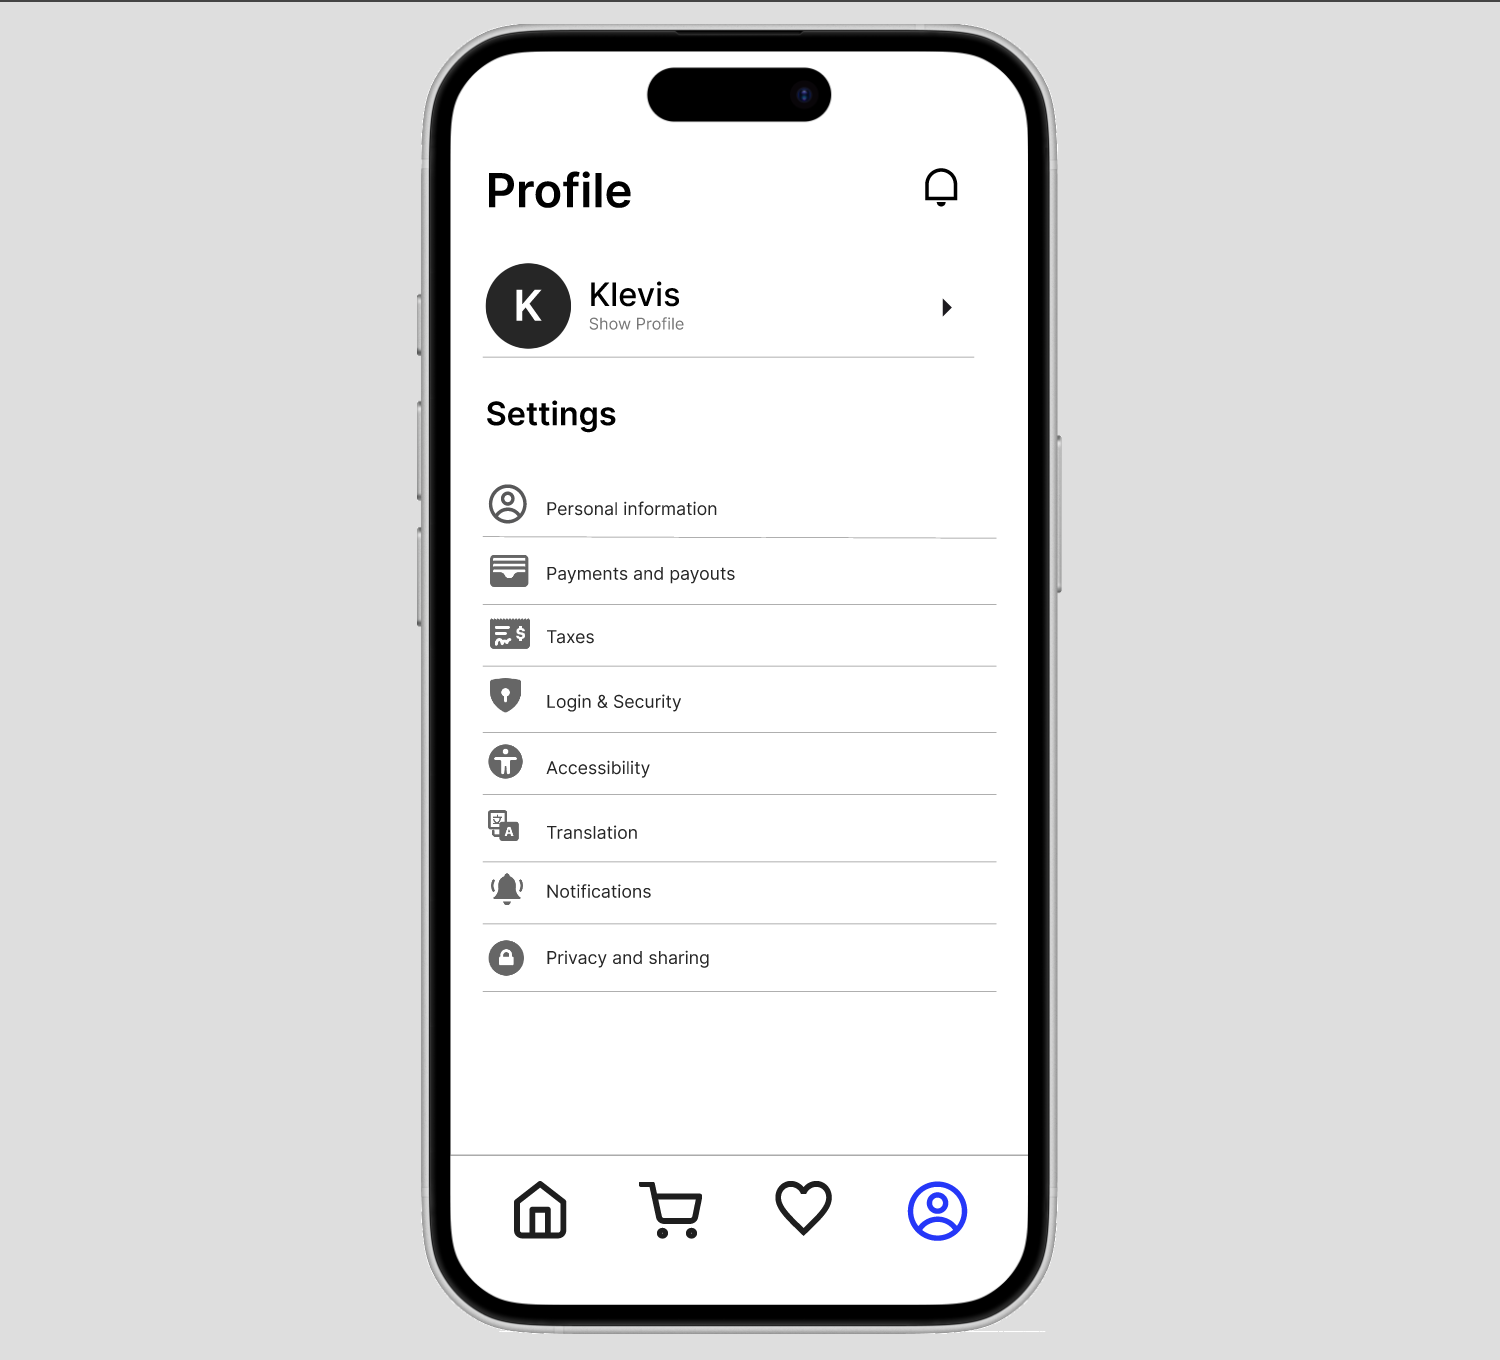 Profile
K
Klevis
Show Profile
Settings
Personal information
Payments and payouts
$
Taxes
Login & Security
Accessibility
文
A
Translation
Notifications
Privacy and sharing